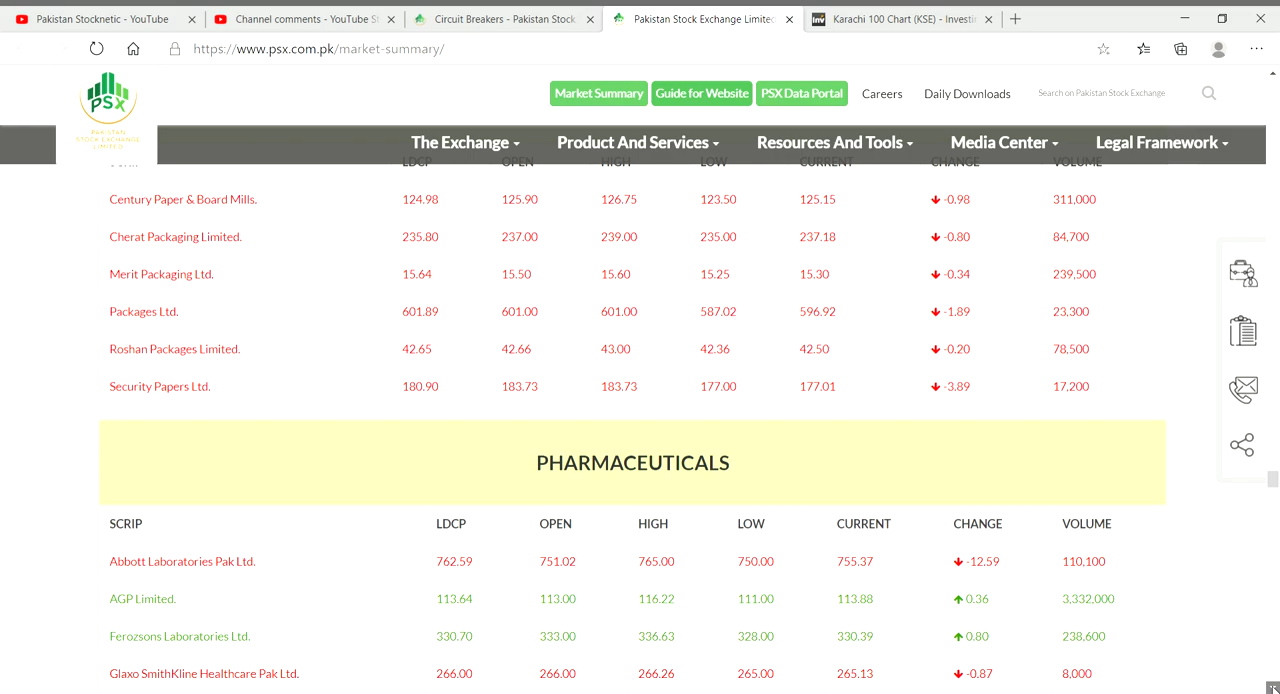 Pakistan Stocknetic - YouTube
Channel comments - YouTube St
Circuit Breakers - Pakistan Stock
Pakistan Stock Exchange Limited
Karachi 100 Chart (KSE) - Investi
https://www.psx.com.pk/market-summary/
PSX
PAKISTAN
STOCK EXCHANGE
LIMITED
Market Summary Guide for Website PSX Data Portal Careers Daily Downloads Search on Pakistan Stock Exchange
The Exchange Product And Services Resources And Tools Media Center Legal Framework
SCRIP LDCP OPEN HIGH LOW CURRENT CHANGE VOLUME
Century Paper & Board Mills. 124.98 125.90 126.75 123.50 125.15 -0.98 311,000
Cherat Packaging Limited. 235.80 237.00 239.00 235.00 237.18 -0.80 84,700
Merit Packaging Ltd. 15.64 15.50 15.60 15.25 15.30 -0.34 239,500
Packages Ltd. 601.89 601.00 601.00 587.02 596.92 -1.89 23,300
Roshan Packages Limited. 42.65 42.66 43.00 42.36 42.50 -0.20 78,500
Security Papers Ltd. 180.90 183.73 183.73 177.00 177.01 -3.89 17,200
PHARMACEUTICALS
SCRIP LDCP OPEN HIGH LOW CURRENT CHANGE VOLUME
Abbott Laboratories Pak Ltd. 762.59 751.02 765.00 750.00 755.37 -12.59 110,100
AGP Limited. 113.64 113.00 116.22 111.00 113.88 0.36 3,332,000
Ferozsons Laboratories Ltd. 330.70 333.00 336.63 328.00 330.39 0.80 238,600
Glaxo SmithKline Healthcare Pak Ltd. 266.00 266.00 266.26 265.00 265.13 -0.87 8,000